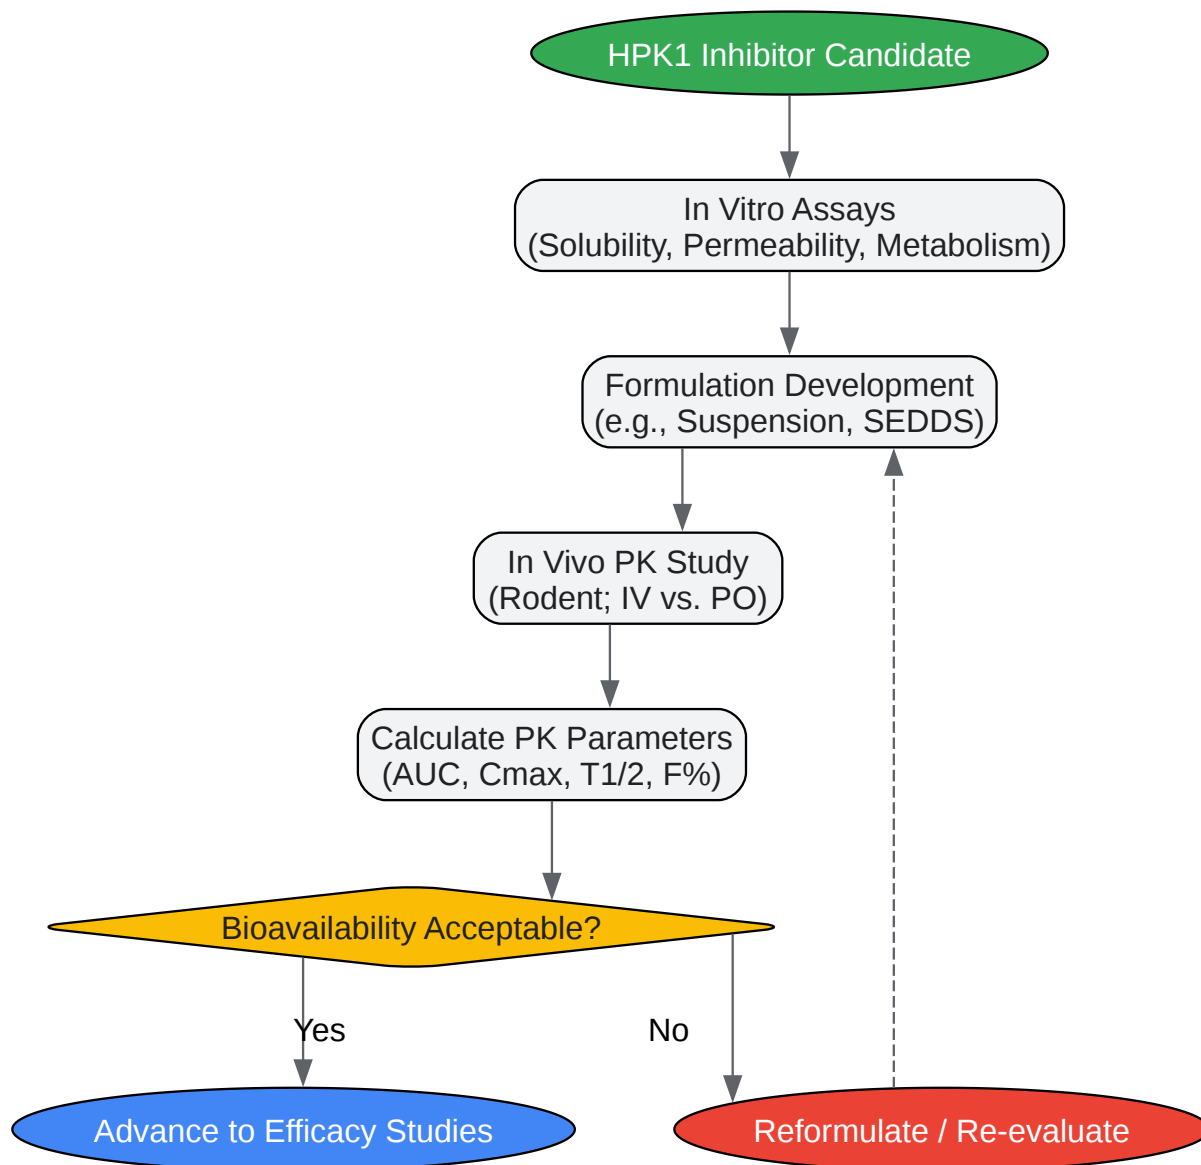 HPK1 Inhibitor Candidate
In Vitro Assays
(Solubility, Permeability, Metabolism)
Formulation Development
(e.g., Suspension, SEDDS)
In Vivo PK Study
(Rodent; IV vs. PO)
Calculate PK Parameters
(AUC, Cmax, T1/2, F%)
Bioavailability Acceptable?
Yes
No
Advance to Efficacy Studies
Reformulate / Re-evaluate